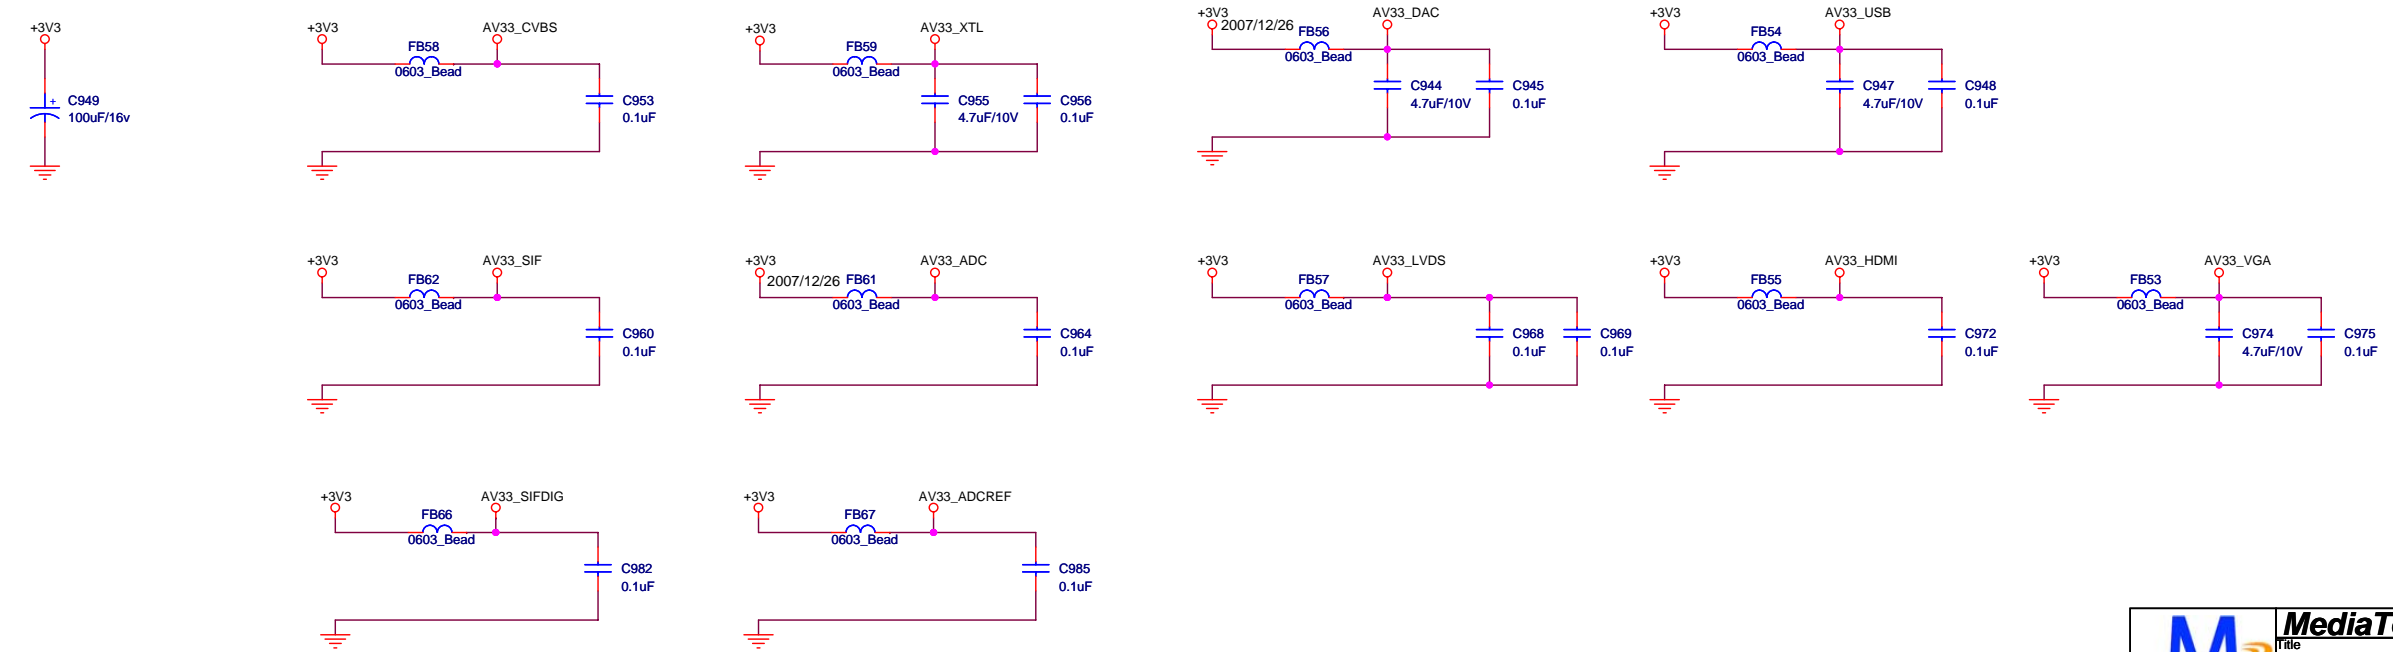 +3V3
C949
100uF/16v
+3V3
AV33_CVBS
FB58
0603_Bead
C953
0.1uF
+3V3
AV33_XTL
FB59
0603_Bead
C955
4.7uF/10V
C956
0.1uF
+3V3
2007/12/26
AV33_DAC
FB56
0603_Bead
C944
4.7uF/10V
C945
0.1uF
+3V3
AV33_USB
FB54
0603_Bead
C947
4.7uF/10V
C948
0.1uF
+3V3
AV33_SIF
FB62
0603_Bead
C960
0.1uF
+3V3
2007/12/26
AV33_ADC
FB61
0603_Bead
C964
0.1uF
+3V3
AV33_LVDS
FB57
0603_Bead
C968
0.1uF
C969
0.1uF
+3V3
AV33_HDMI
FB55
0603_Bead
C972
0.1uF
+3V3
AV33_VGA
FB53
0603_Bead
C974
4.7uF/10V
C975
0.1uF
+3V3
AV33_SIFDIG
FB66
0603_Bead
C982
0.1uF
+3V3
AV33_ADCREF
FB67
0603_Bead
C985
0.1uF
Title